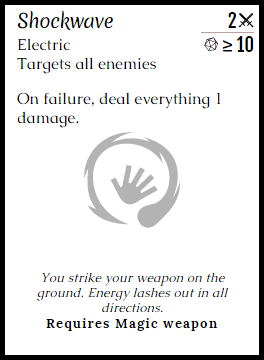 Shockwave 2
Electric ≥ 10
Targets all enemies
On failure, deal everything 1
damage.
You strike your weapon on the
ground. Energy lashes out in all
directions.
Requires Magic weapon